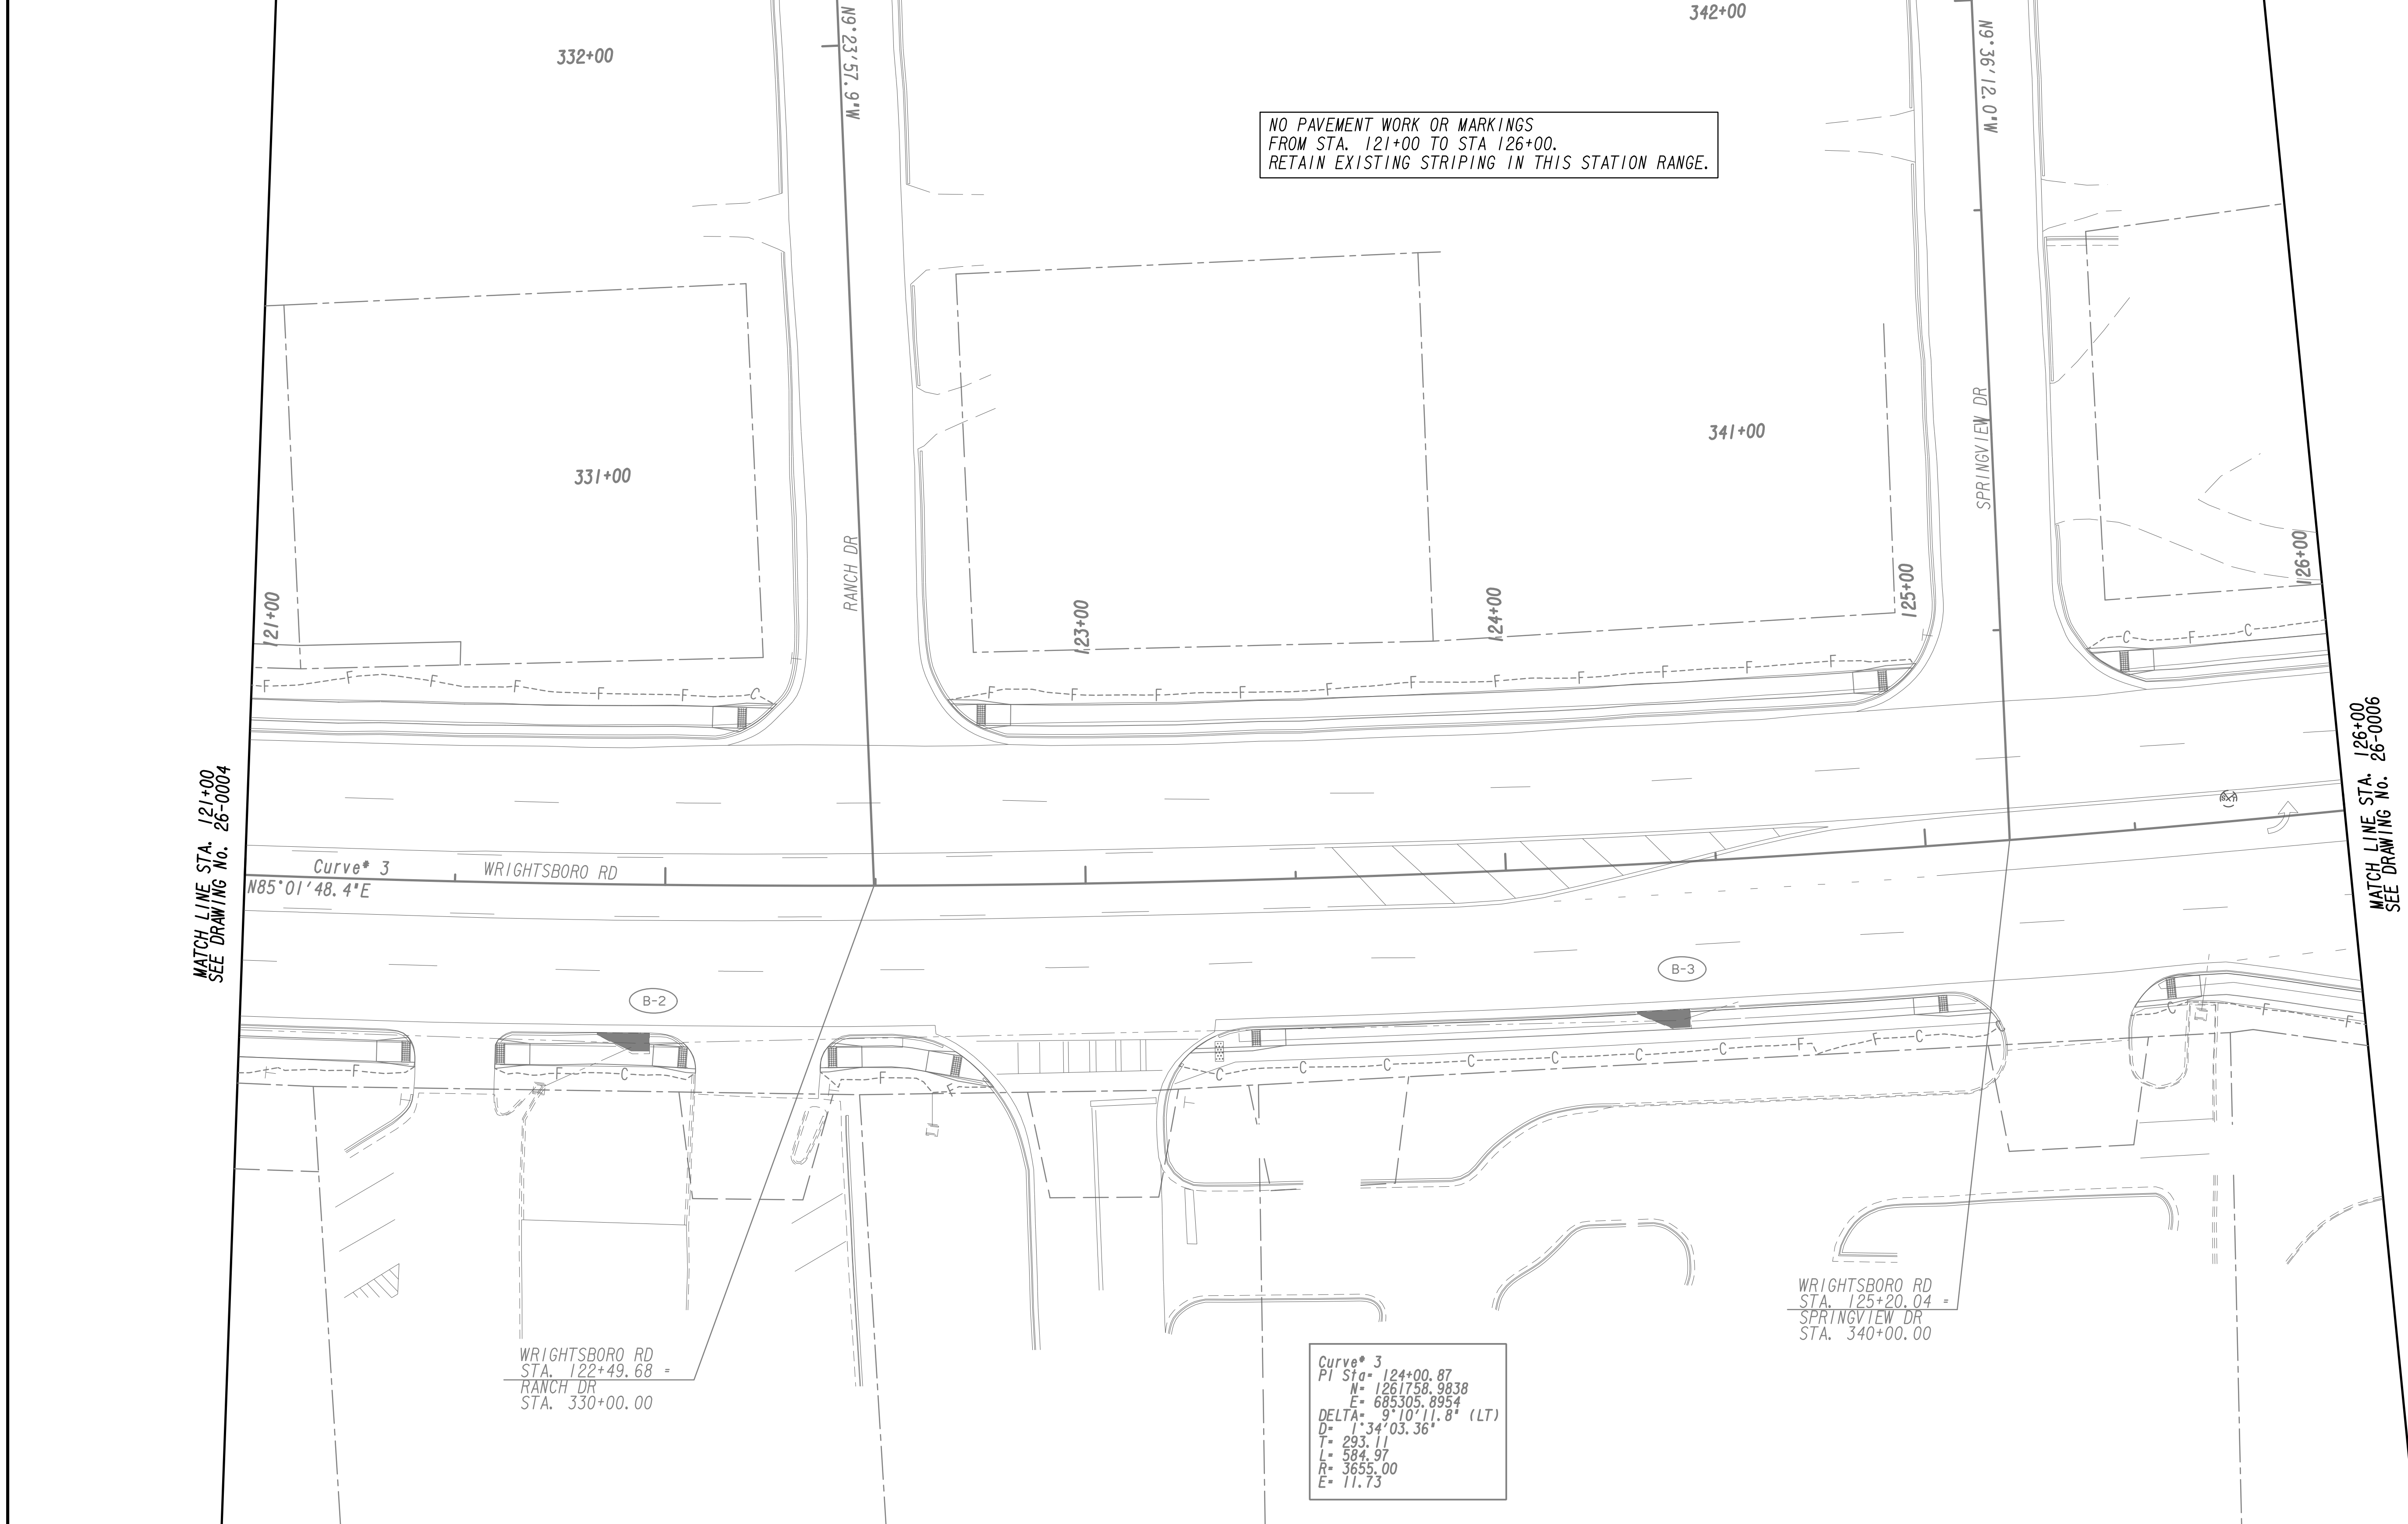 332+00
N9°23'57.9"W
342+00
N9°36'12.0"W
NO PAVEMENT WORK OR MARKINGS
FROM STA. 121+00 TO STA 126+00.
RETAIN EXISTING STRIPING IN THIS STATION RANGE.
331+00
341+00
SPRINGVIEW DR
RANCH DR
121+00
123+00
124+00
125+00
126+00
C F C
F F F F F F C
F F F F F F F F F F F
MATCH LINE STA. 121+00
SEE DRAWING No. 26-0004
MATCH LINE STA. 126+00
SEE DRAWING No. 26-0006
Curve# 3
WRIGHTSBORO RD
N85°01'48.4"E
B-2
B-3
F F C F F
C C C C C C C F F C
C F F
WRIGHTSBORO RD
STA. 122+49.68 =
RANCH DR
STA. 330+00.00
WRIGHTSBORO RD
STA. 125+20.04 =
SPRINGVIEW DR
STA. 340+00.00
Curve# 3
PI Sta= 124+00.87
N= 1261758.9838
E= 685305.8954
DELTA= 9°10'11.8" (LT)
D= 1°34'03.36"
T= 293.11
L= 584.97
R= 3655.00
E= 11.73